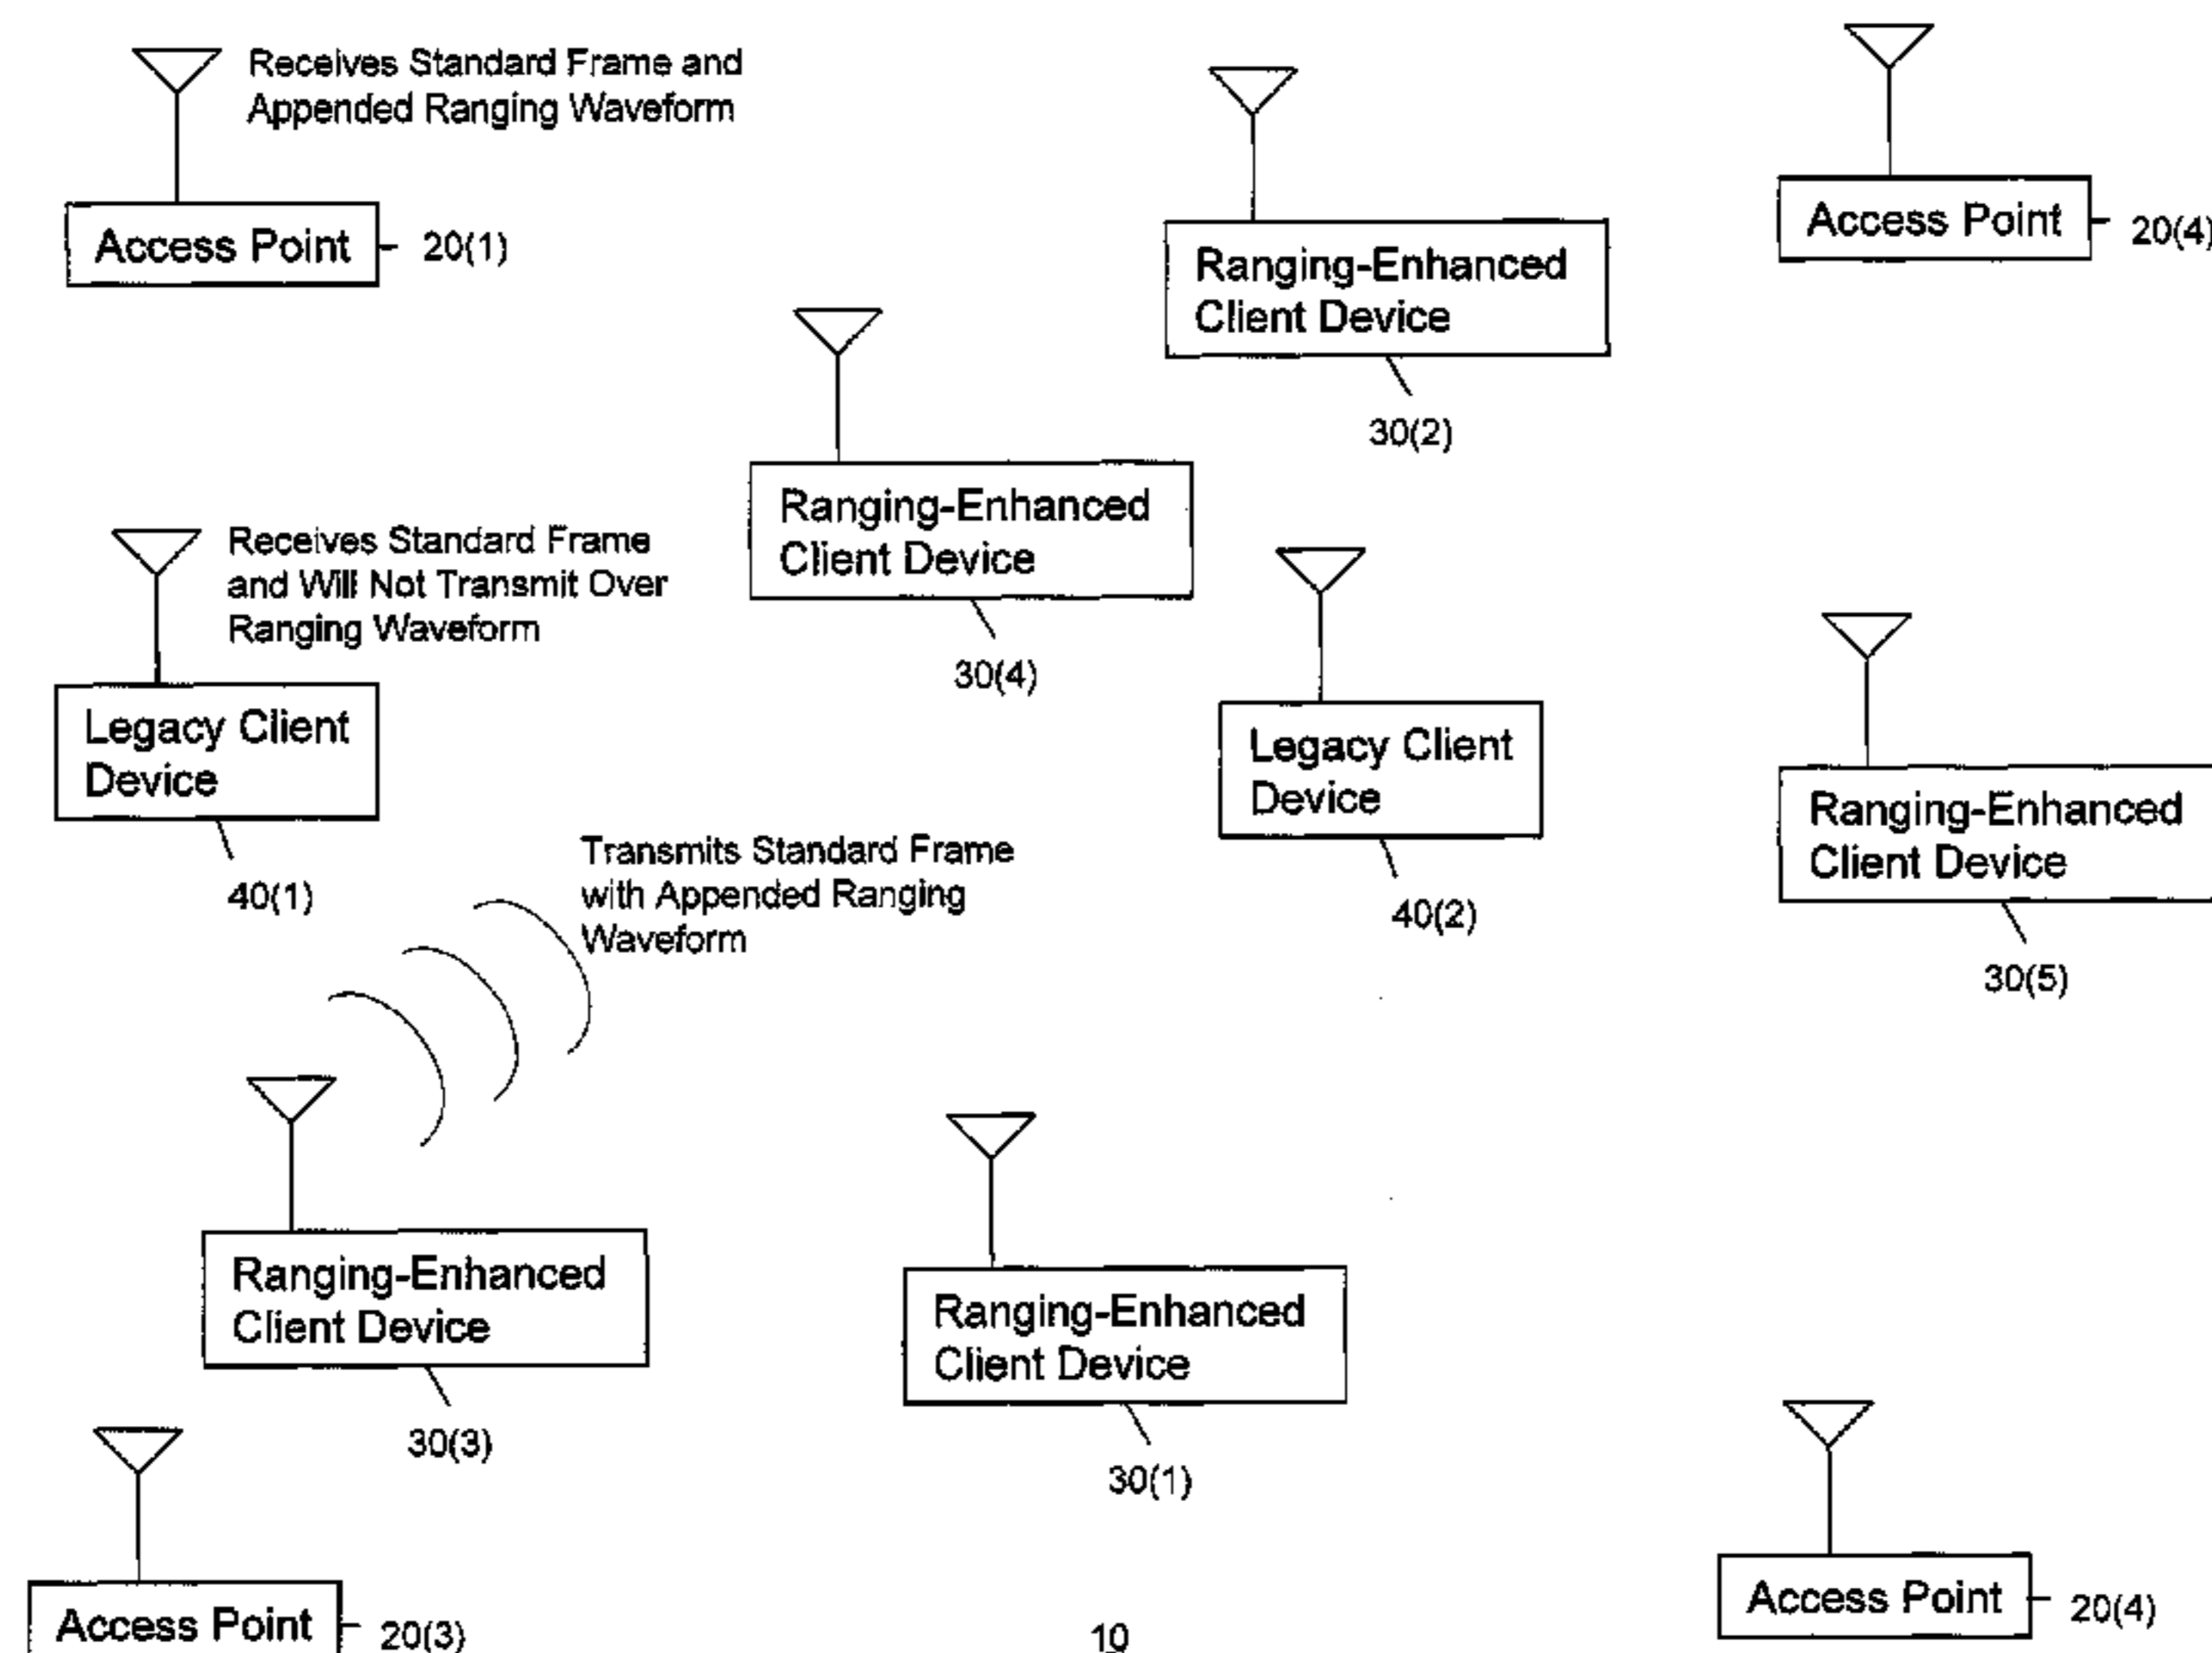 Receives Standard Frame and
Appended Ranging Waveform
Access Point
20(1)
Ranging-Enhanced
Client Device
30(2)
Access Point
20(4)
Ranging-Enhanced
Client Device
30(4)
Receives Standard Frame
and Will Not Transmit Over
Ranging Waveform
Legacy Client
Device
40(1)
Legacy Client
Device
40(2)
Ranging-Enhanced
Client Device
30(5)
Transmits Standard Frame
with Appended Ranging
Waveform
Ranging-Enhanced
Client Device
30(3)
Ranging-Enhanced
Client Device
30(1)
Access Point
20(3)
10
Access Point
20(4)